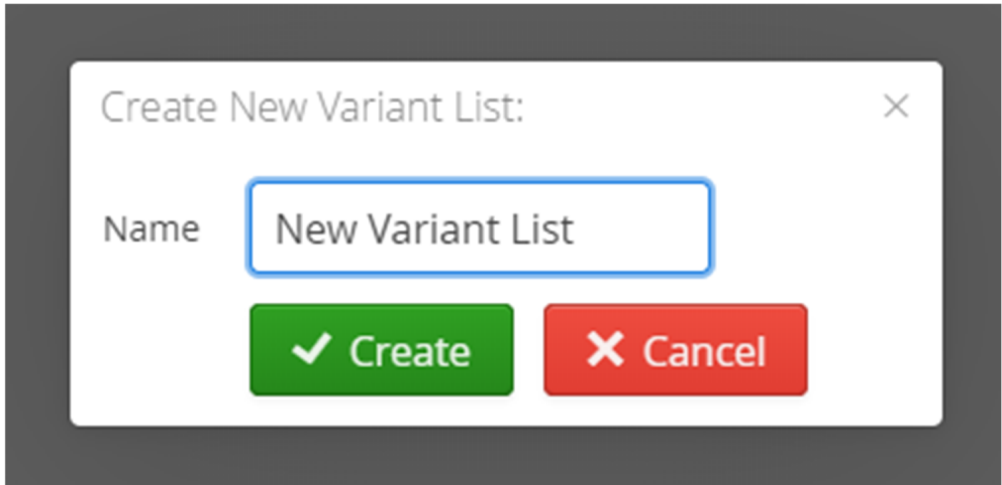 Create New Variant List:
Name
New Variant List
Create
Cancel